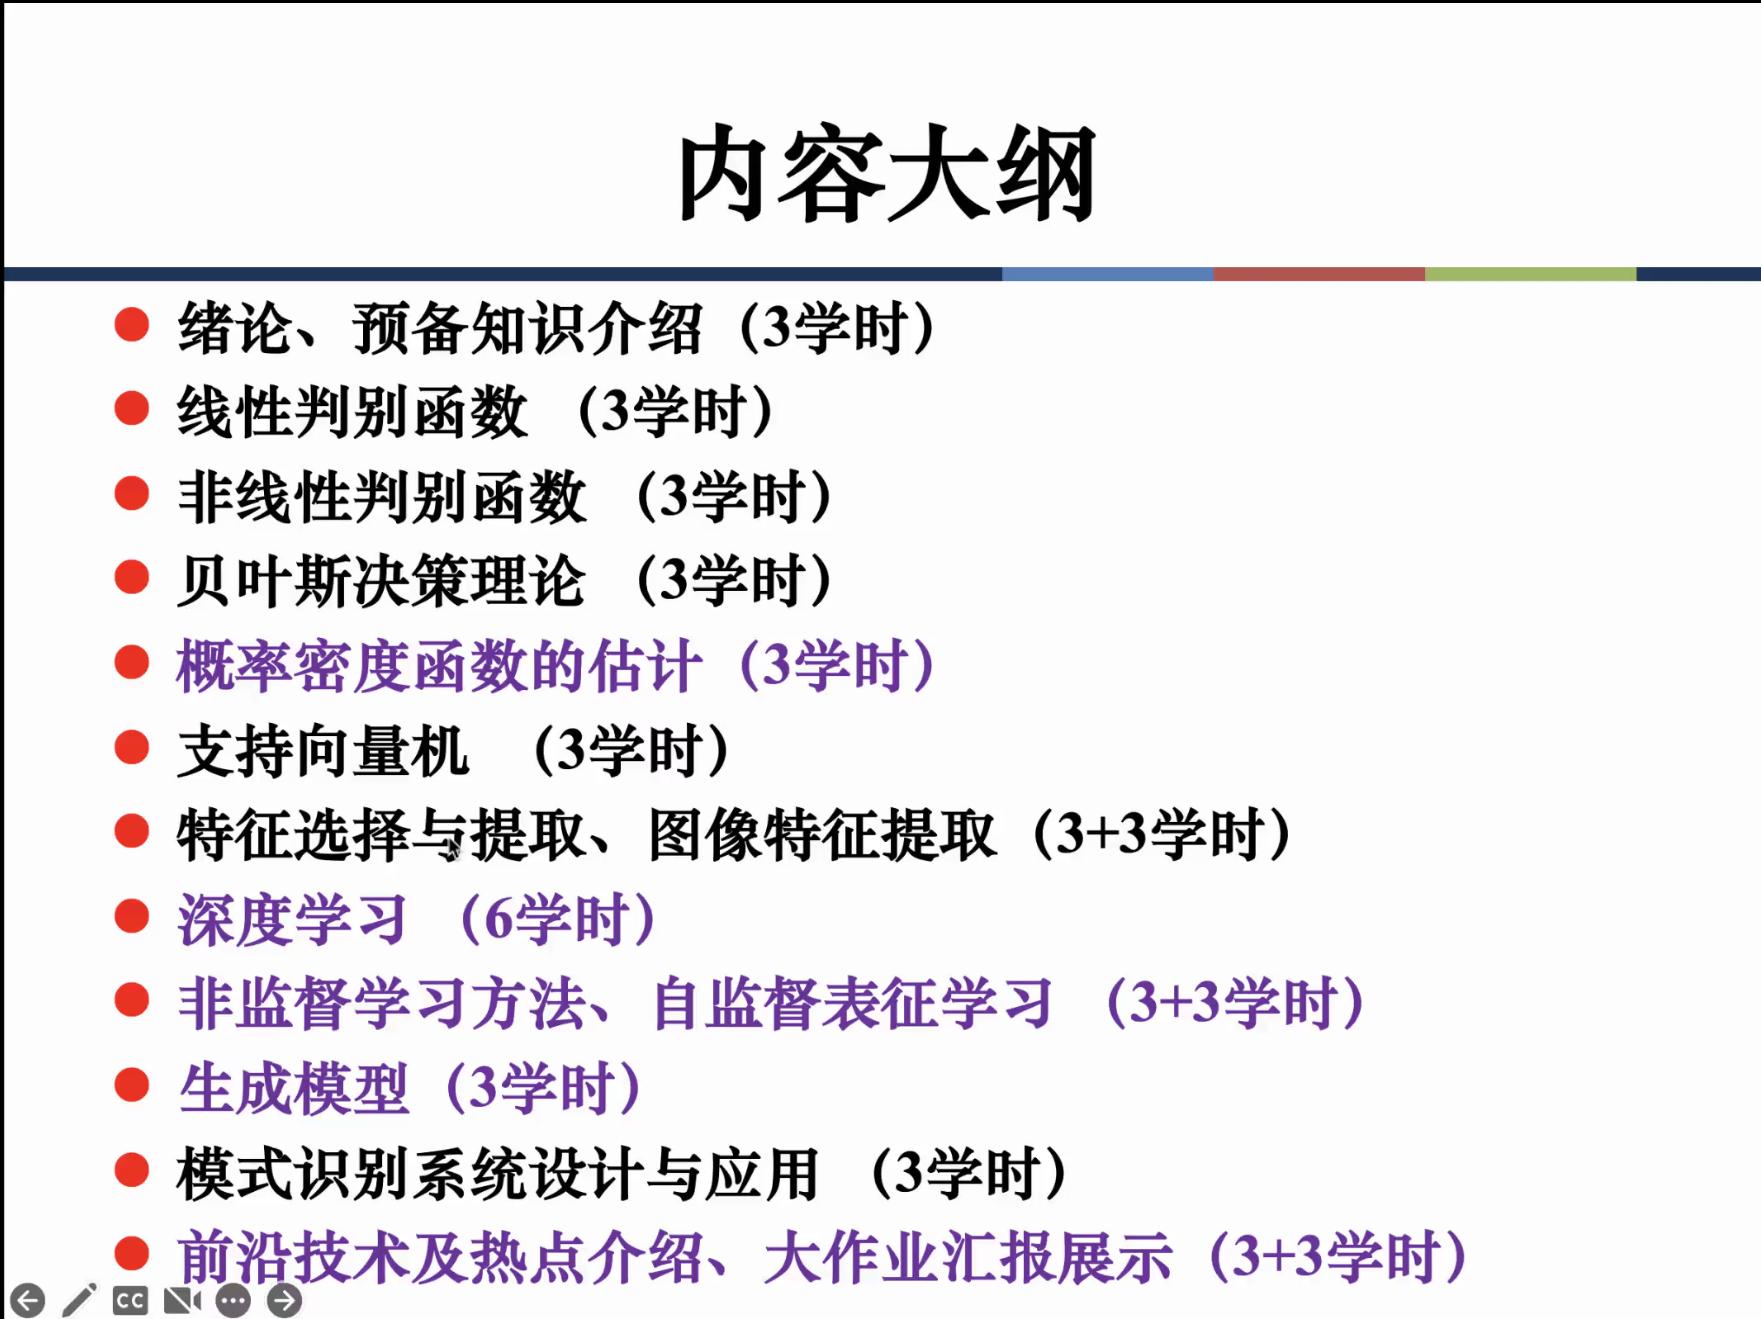 内容大纲
绪论、预备知识介绍（3学时）
线性判别函数 （3学时）
非线性判别函数 （3学时）
贝叶斯决策理论 （3学时）
概率密度函数的估计（3学时）
支持向量机 （3学时）
特征选择与提取、图像特征提取（3+3学时）
深度学习 （6学时）
非监督学习方法、自监督表征学习 （3+3学时）
生成模型（3学时）
模式识别系统设计与应用 （3学时）
前沿技术及热点介绍、大作业汇报展示（3+3学时）
CC